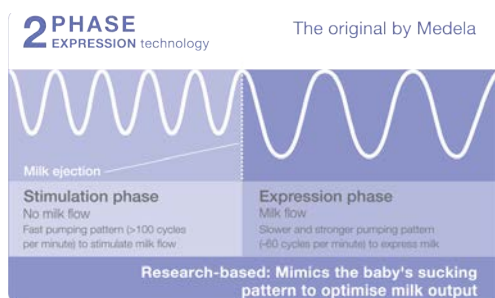 2 PHASE
EXPRESSION technology
The original by Medela
Milk ejection
Stimulation phase
No milk flow
Fast pumping pattern (>100 cycles
per minute) to stimulate milk flow
Expression phase
Milk flow
Slower and stronger pumping pattern
(~60 cycles per minute) to express milk
Research-based: Mimics the baby's sucking
pattern to optimise milk output